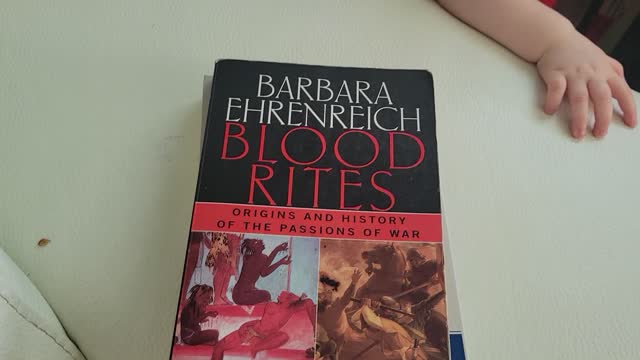 BARBARA
EHRENREICH
BLOOD
RITES
ORIGINS AND HISTORY
OF THE PASSIONS OF WAR